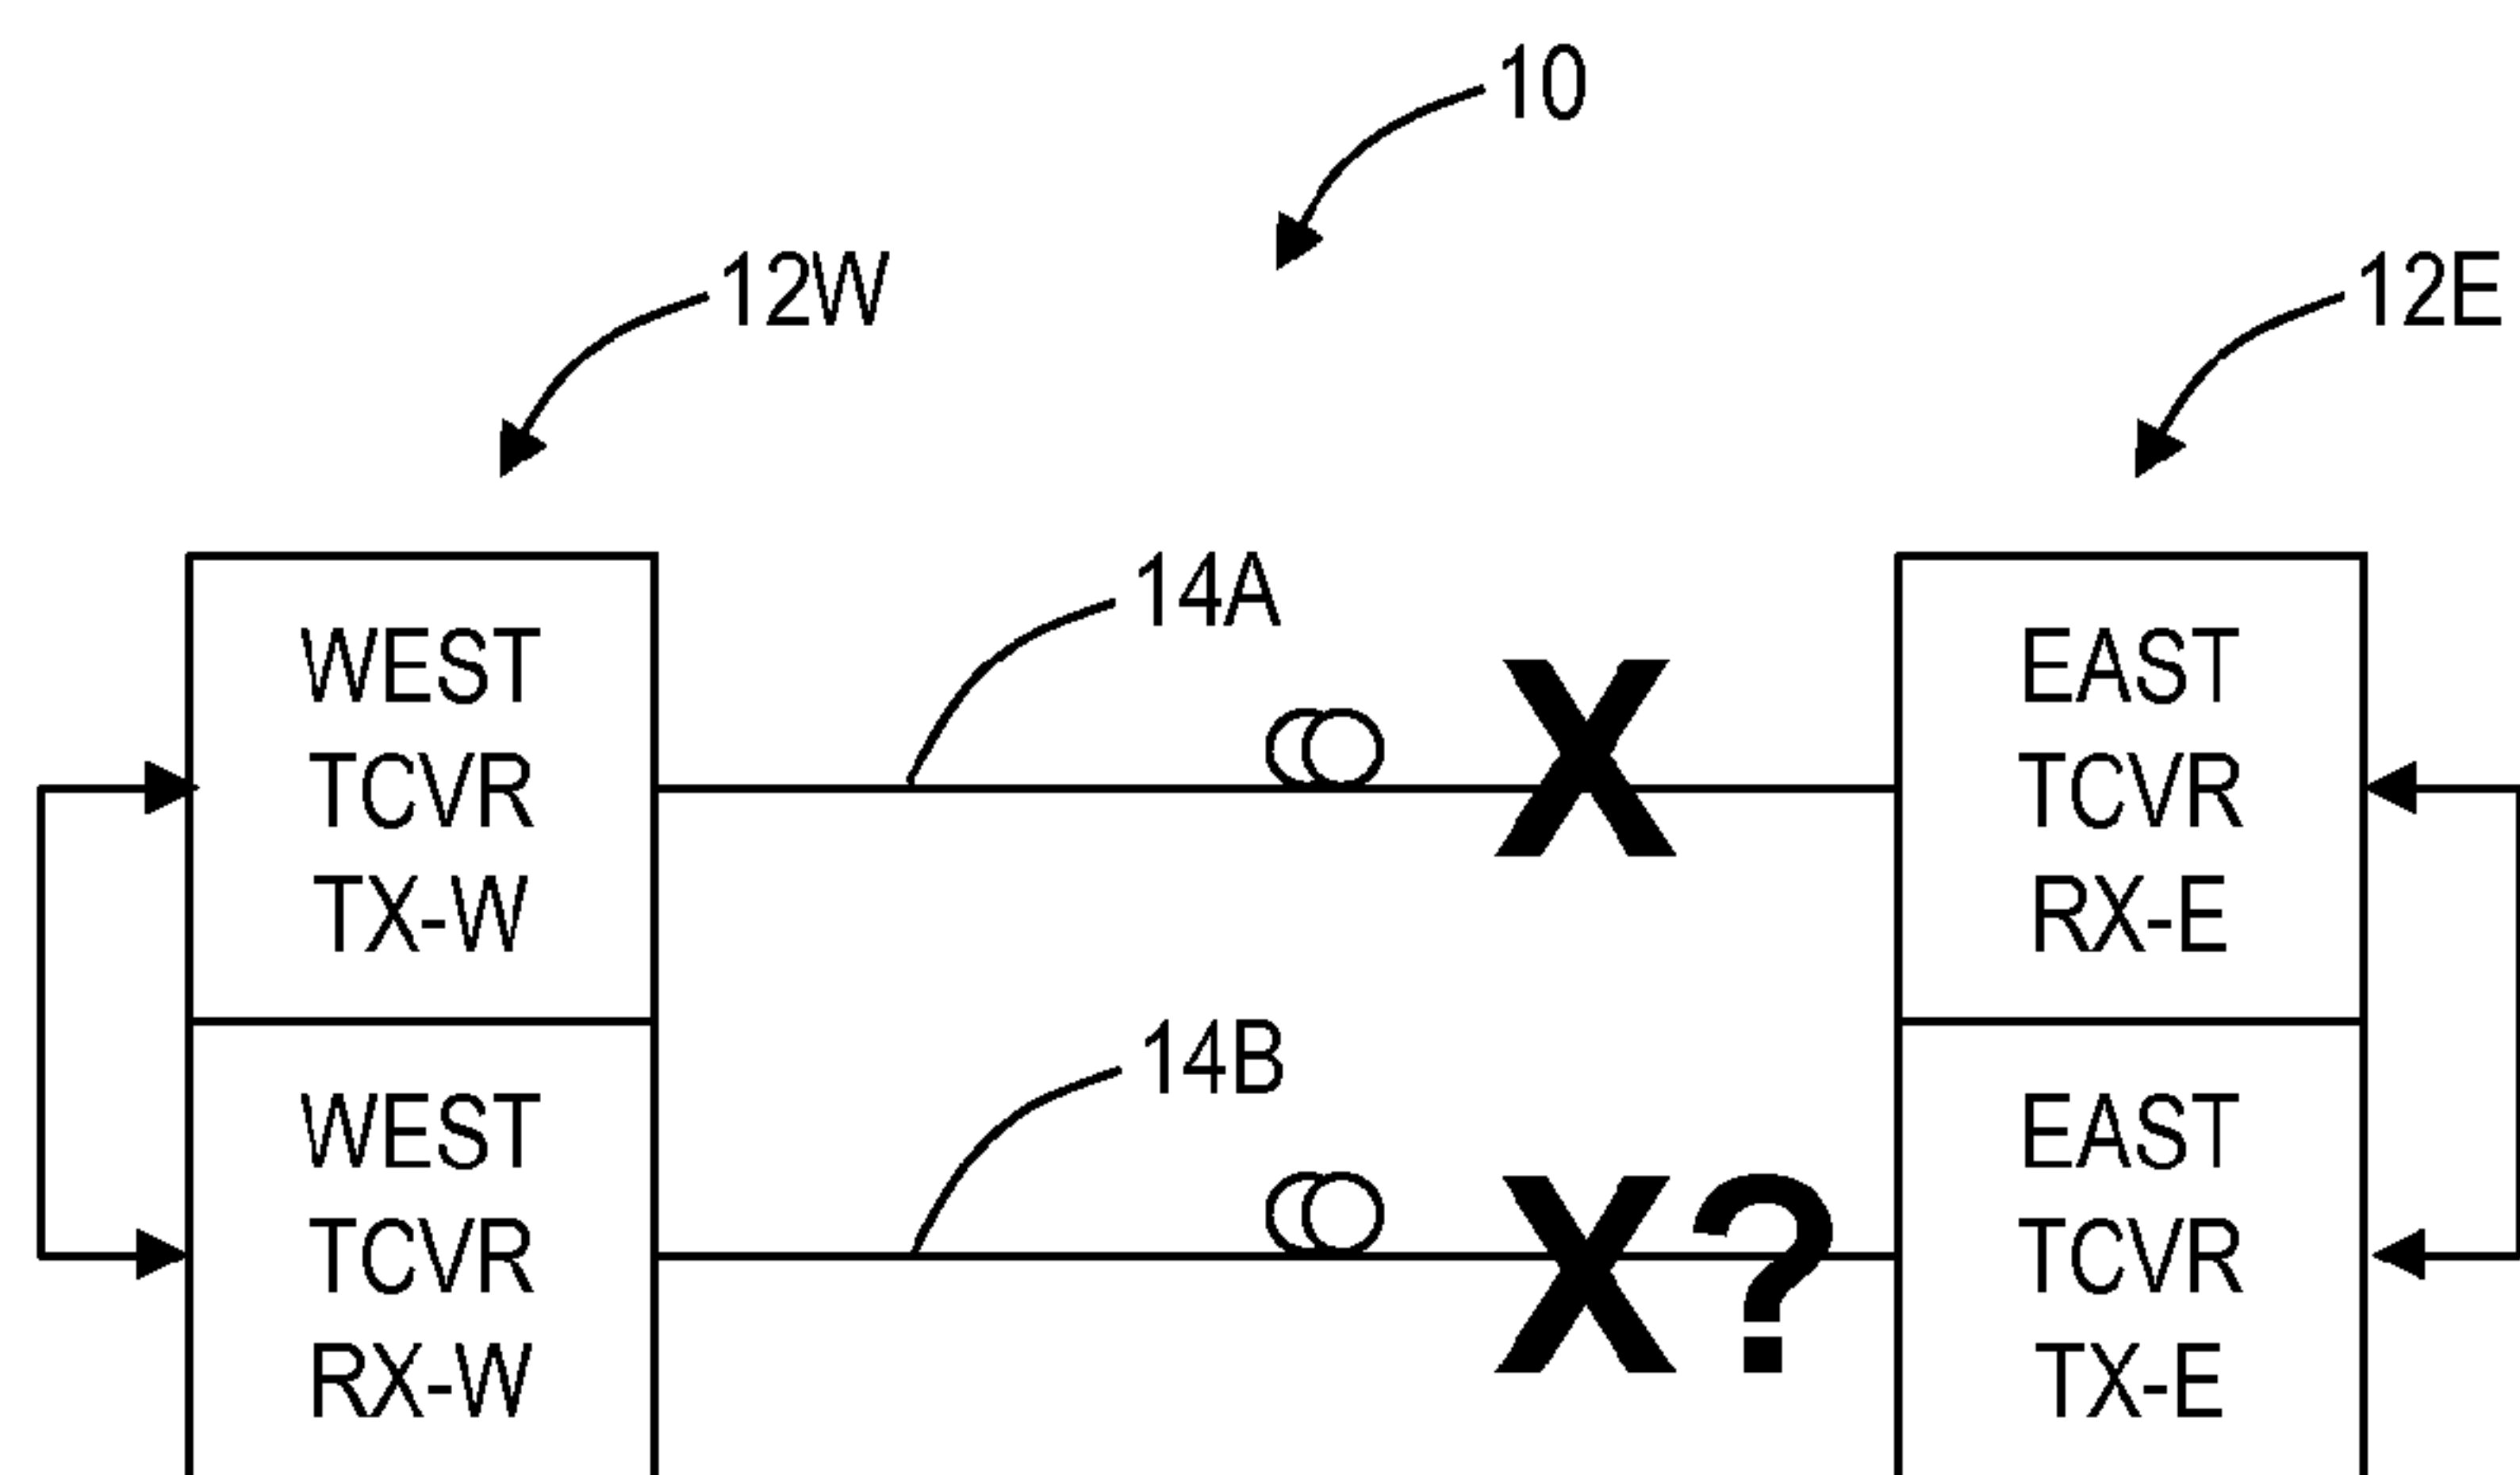 10
12W
12E
14A
WEST
TCVR
TX-W
X
EAST
TCVR
RX-E
14B
WEST
TCVR
RX-W
X?
EAST
TCVR
TX-E